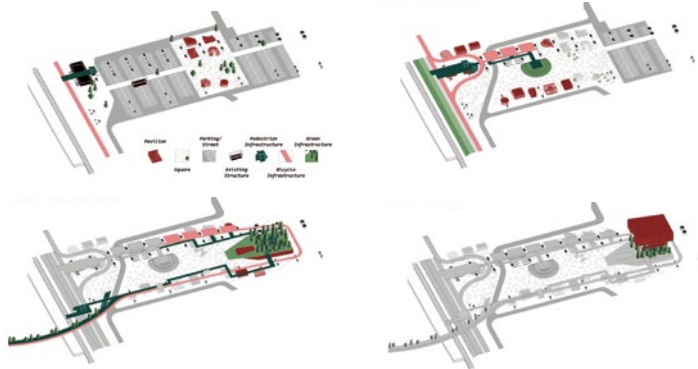 Pavilion
Square
Parking/
Street
Existing
Structure
Pedestrian
Infrastructure
Bicycle
Infrastructure
Green
Infrastructure